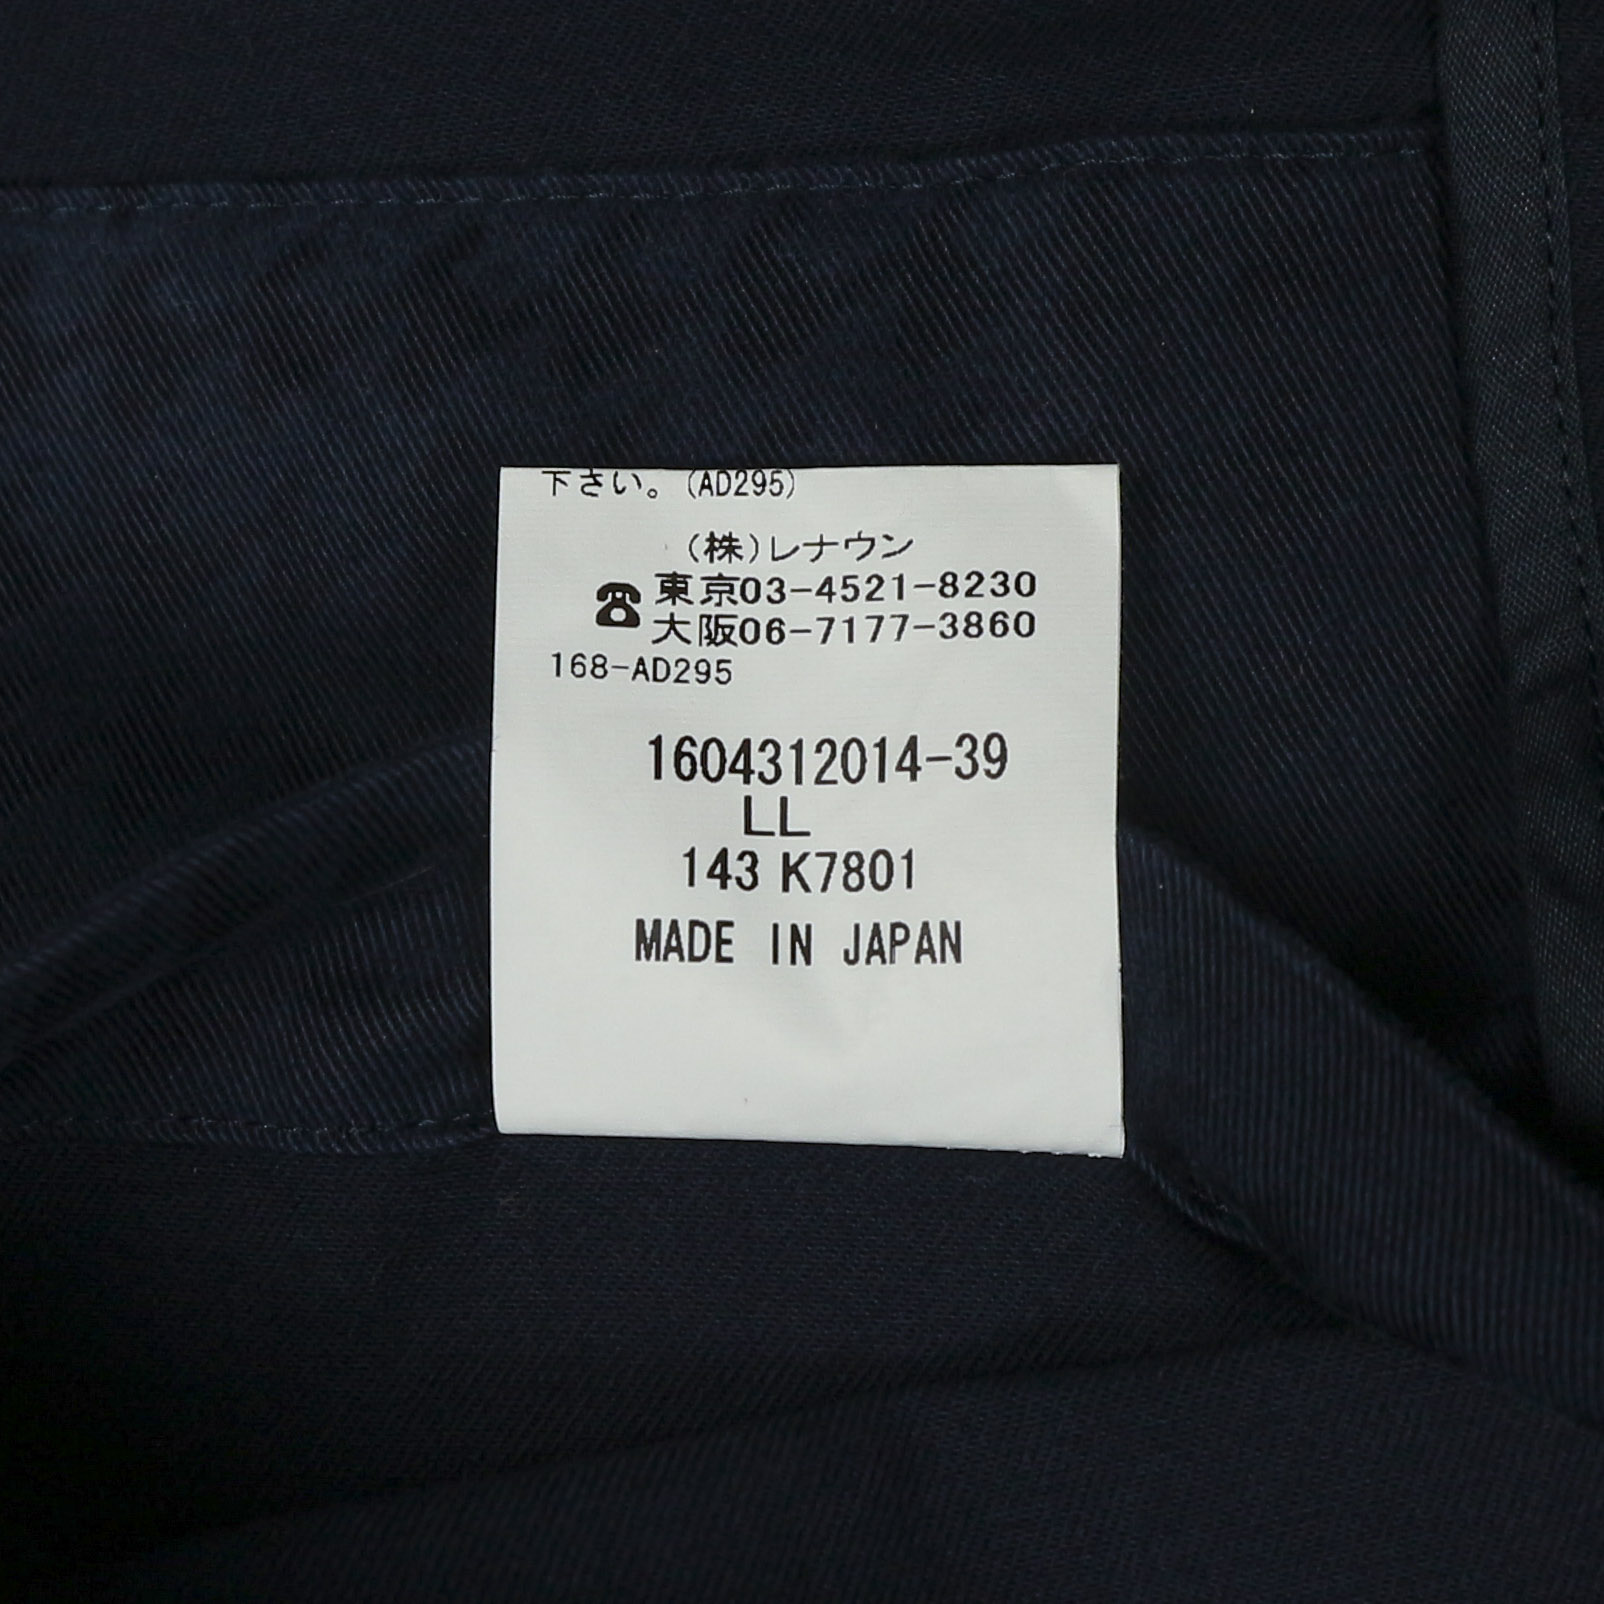 下さい。(AD295)
(株)レナウン
☎東京03-4521-8230
大阪06-7177-3860
168-AD295
1604312014-39
LL
143 K7801
MADE IN JAPAN